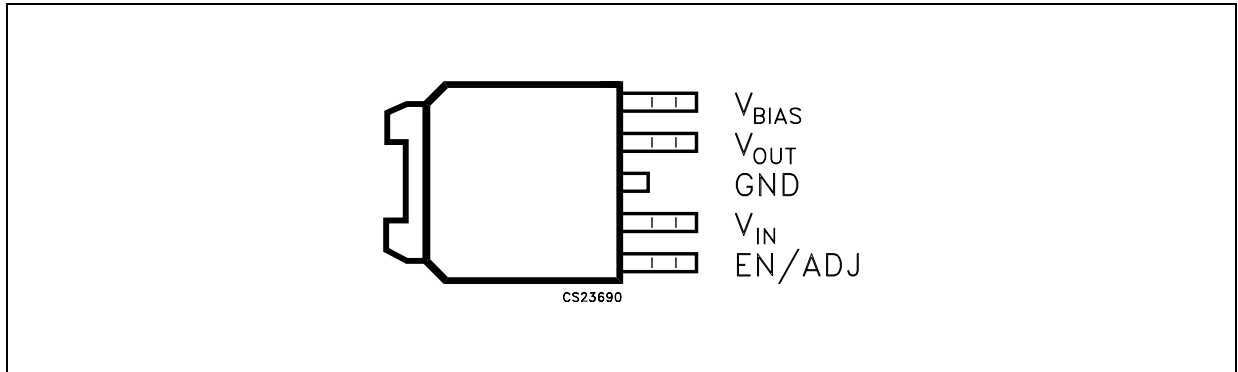 VBIAS
VOUT
GND
VIN
EN/ADJ
CS23690